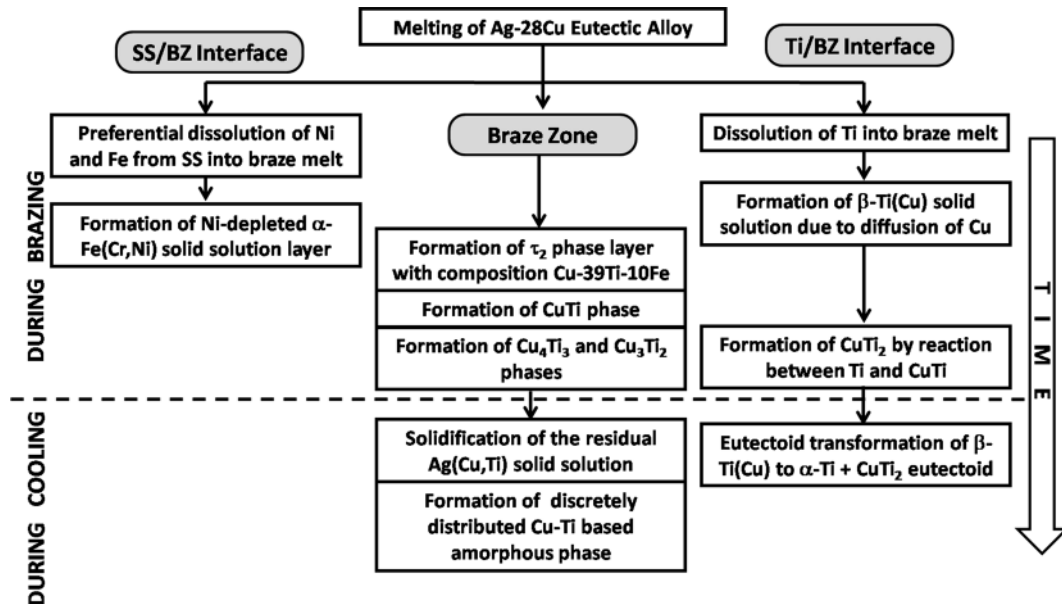 Melting of Ag-28Cu Eutectic Alloy
SS/BZ Interface
Ti/BZ Interface
Preferential dissolution of Ni
and Fe from SS into braze melt
Braze Zone
Dissolution of Ti into braze melt
Formation of Ni-depleted α-
Fe(Cr,Ni) solid solution layer
Formation of β-Ti(Cu) solid
solution due to diffusion of Cu
Formation of τ₂ phase layer
with composition Cu-39Ti-10Fe
Formation of CuTi phase
Formation of Cu₄Ti₃ and Cu₃Ti₂
phases
Formation of CuTi₂ by reaction
between Ti and CuTi
Solidification of the residual
Ag(Cu,Ti) solid solution
Formation of discretely
distributed Cu-Ti based
amorphous phase
Eutectoid transformation of β-
Ti(Cu) to α-Ti + CuTi₂ eutectoid
DURING BRAZING
DURING COOLING
TIME